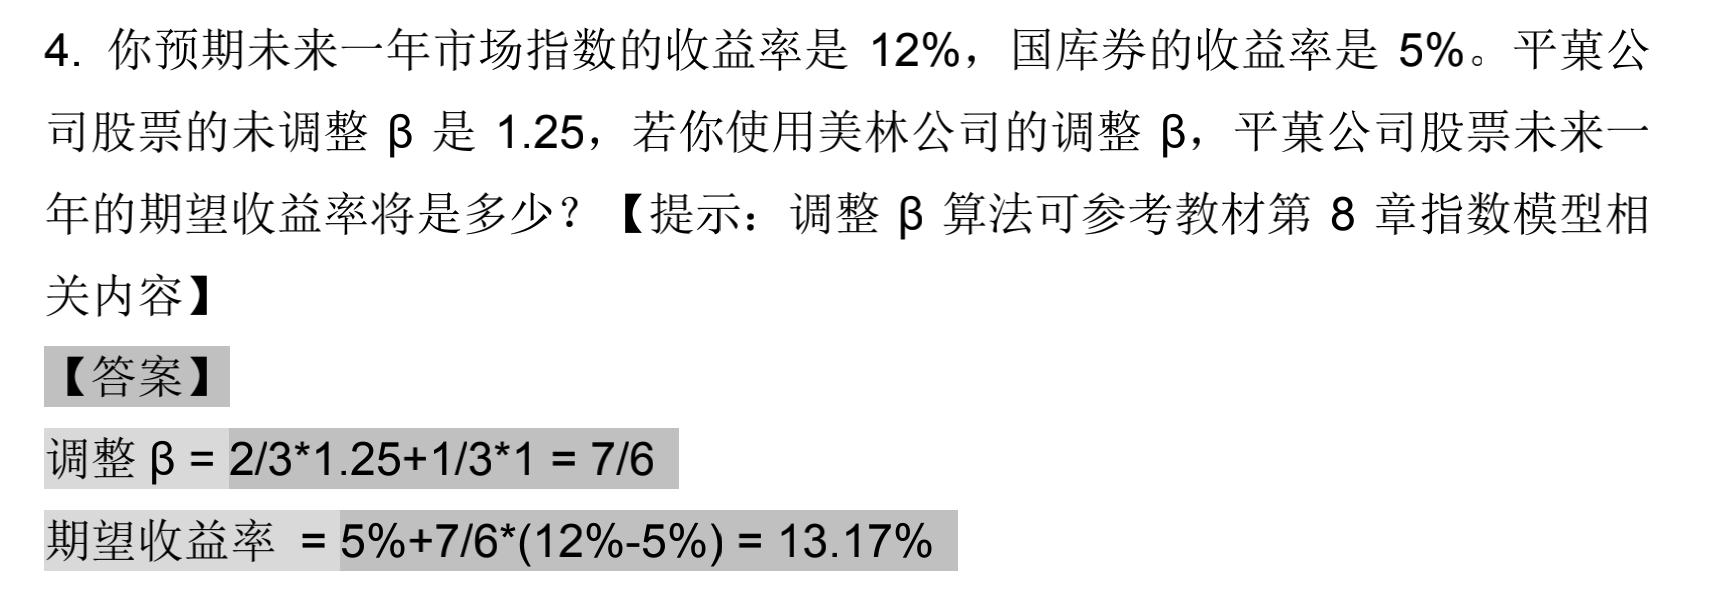 4. 你预期未来一年市场指数的收益率是 12%，国库券的收益率是 5%。平菓公
司股票的未调整 β 是 1.25，若你使用美林公司的调整 β，平菓公司股票未来一
年的期望收益率将是多少？【提示：调整 β 算法可参考教材第 8 章指数模型相
关内容】
【答案】
调整 β = 2/3*1.25+1/3*1 = 7/6
期望收益率 = 5%+7/6*(12%-5%) = 13.17%